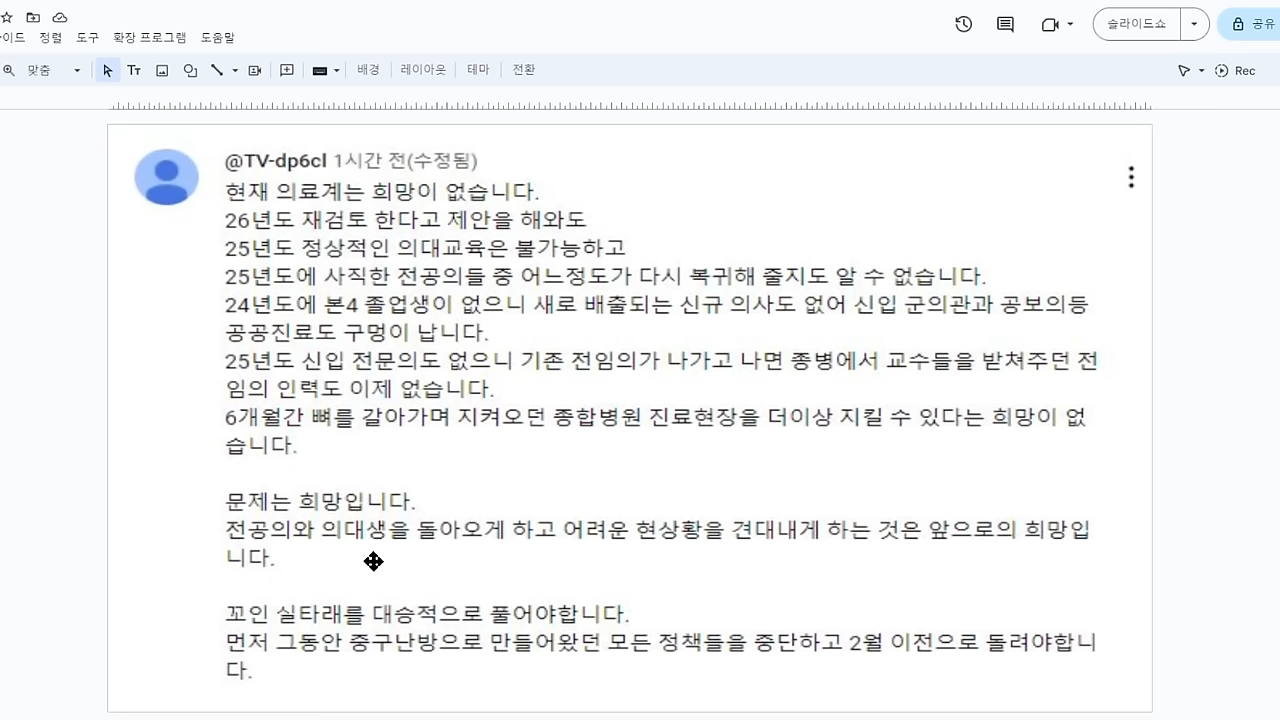 이드 정렬 도구 확장 프로그램 도움말
슬라이드쇼
공유
맞춤
Tт
배경 레이아웃 테마 전환
Rec
@TV-dp6cl 1시간 전(수정됨)
현재 의료계는 희망이 없습니다.
26년도 재검토 한다고 제안을 해와도
25년도 정상적인 의대교육은 불가능하고
25년도에 사직한 전공의들 중 어느정도가 다시 복귀해 줄지도 알 수 없습니다.
24년도에 본4 졸업생이 없으니 새로 배출되는 신규 의사도 없어 신입 군의관과 공보의등
공공진료도 구멍이 납니다.
25년도 신입 전문의도 없으니 기존 전임의가 나가고 나면 종병에서 교수들을 받쳐주던 전
임의 인력도 이제 없습니다.
6개월간 뼈를 갈아가며 지켜오던 종합병원 진료현장을 더이상 지킬 수 있다는 희망이 없
습니다.
문제는 희망입니다.
전공의와 의대생을 돌아오게 하고 어려운 현상황을 견대내게 하는 것은 앞으로의 희망입
니다.
꼬인 실타래를 대승적으로 풀어야합니다.
먼저 그동안 중구난방으로 만들어왔던 모든 정책들을 중단하고 2월 이전으로 돌려야합니
다.